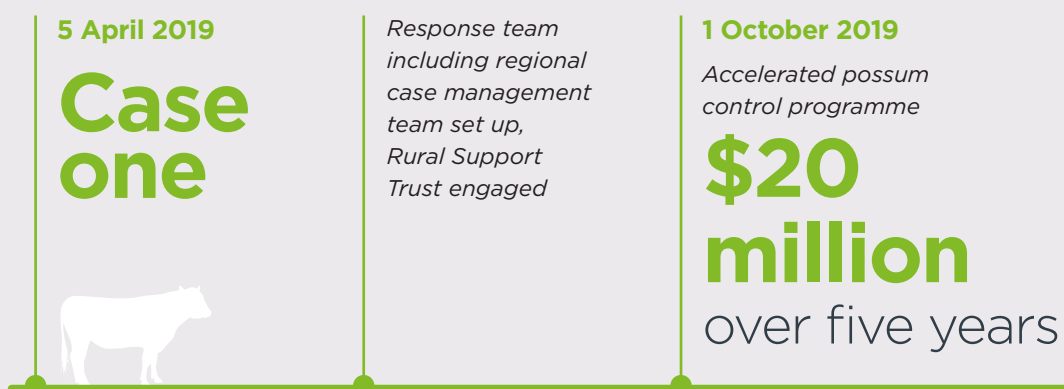 5 April 2019
Case
one
Response team
including regional
case management
team set up,
Rural Support
Trust engaged
1 October 2019
Accelerated possum
control programme
$20
million
over five years